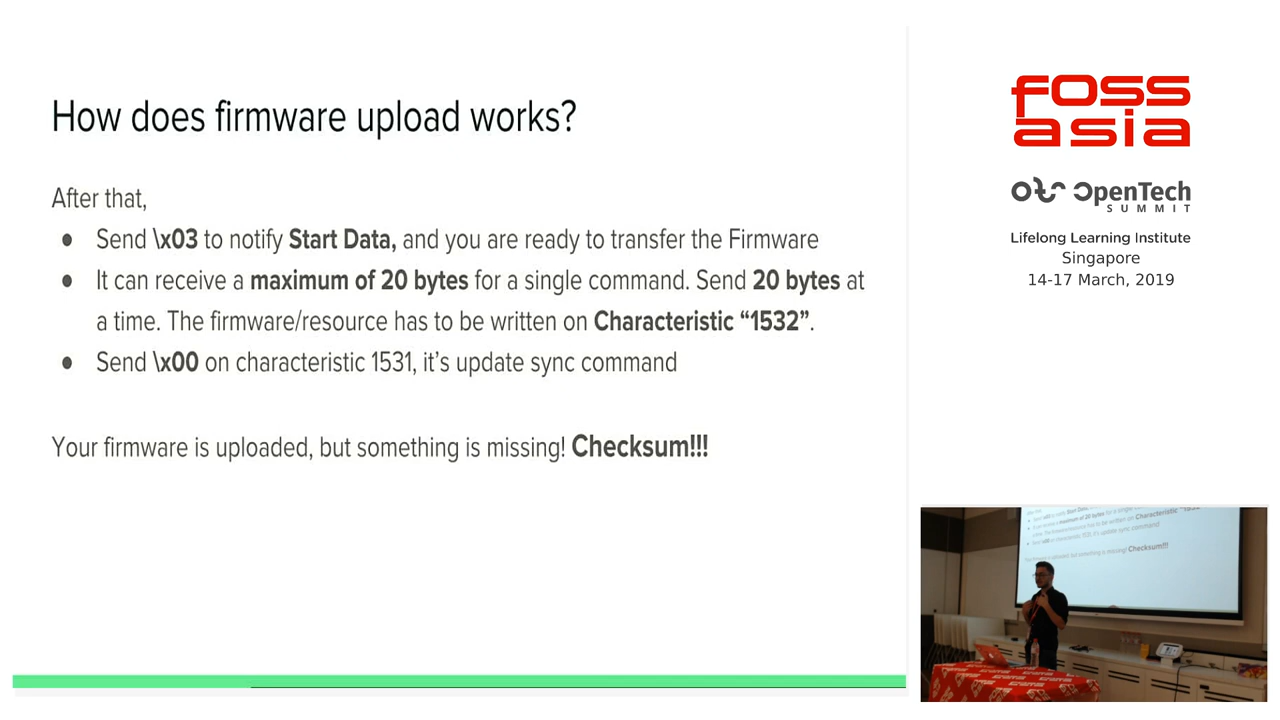 How does firmware upload works?
After that,
● Send \x03 to notify Start Data, and you are ready to transfer the Firmware
● It can receive a maximum of 20 bytes for a single command. Send 20 bytes at
a time. The firmware/resource has to be written on Characteristic “1532”.
● Send \x00 on characteristic 1531, it’s update sync command
Your firmware is uploaded, but something is missing! Checksum!!!
FOSS
asia
OpenTech
SUMMIT
Lifelong Learning Institute
Singapore
14-17 March, 2019